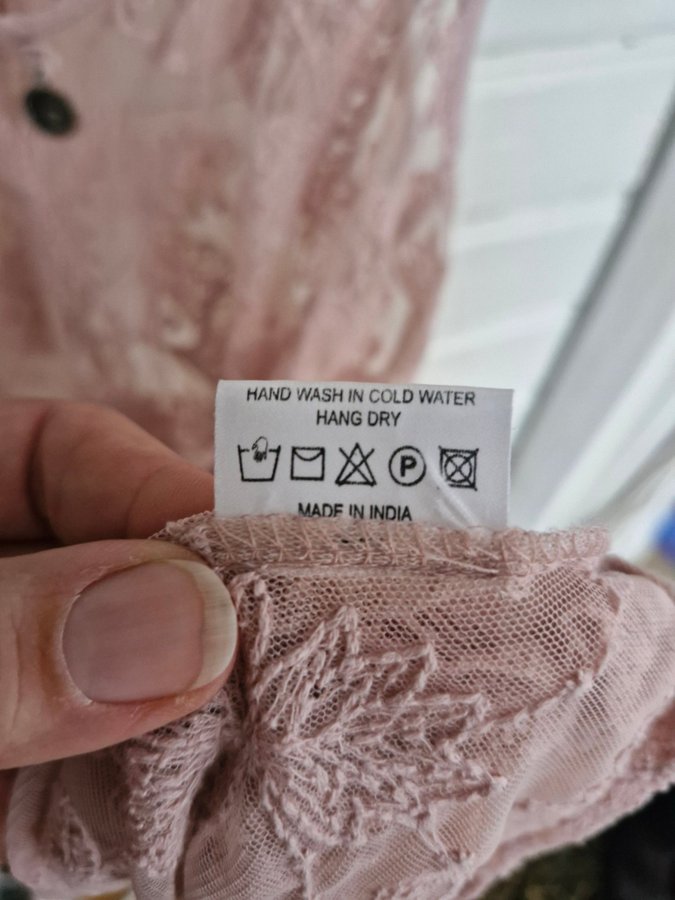 HAND WASH IN COLD WATER
HANG DRY
P
MADE IN INDIA